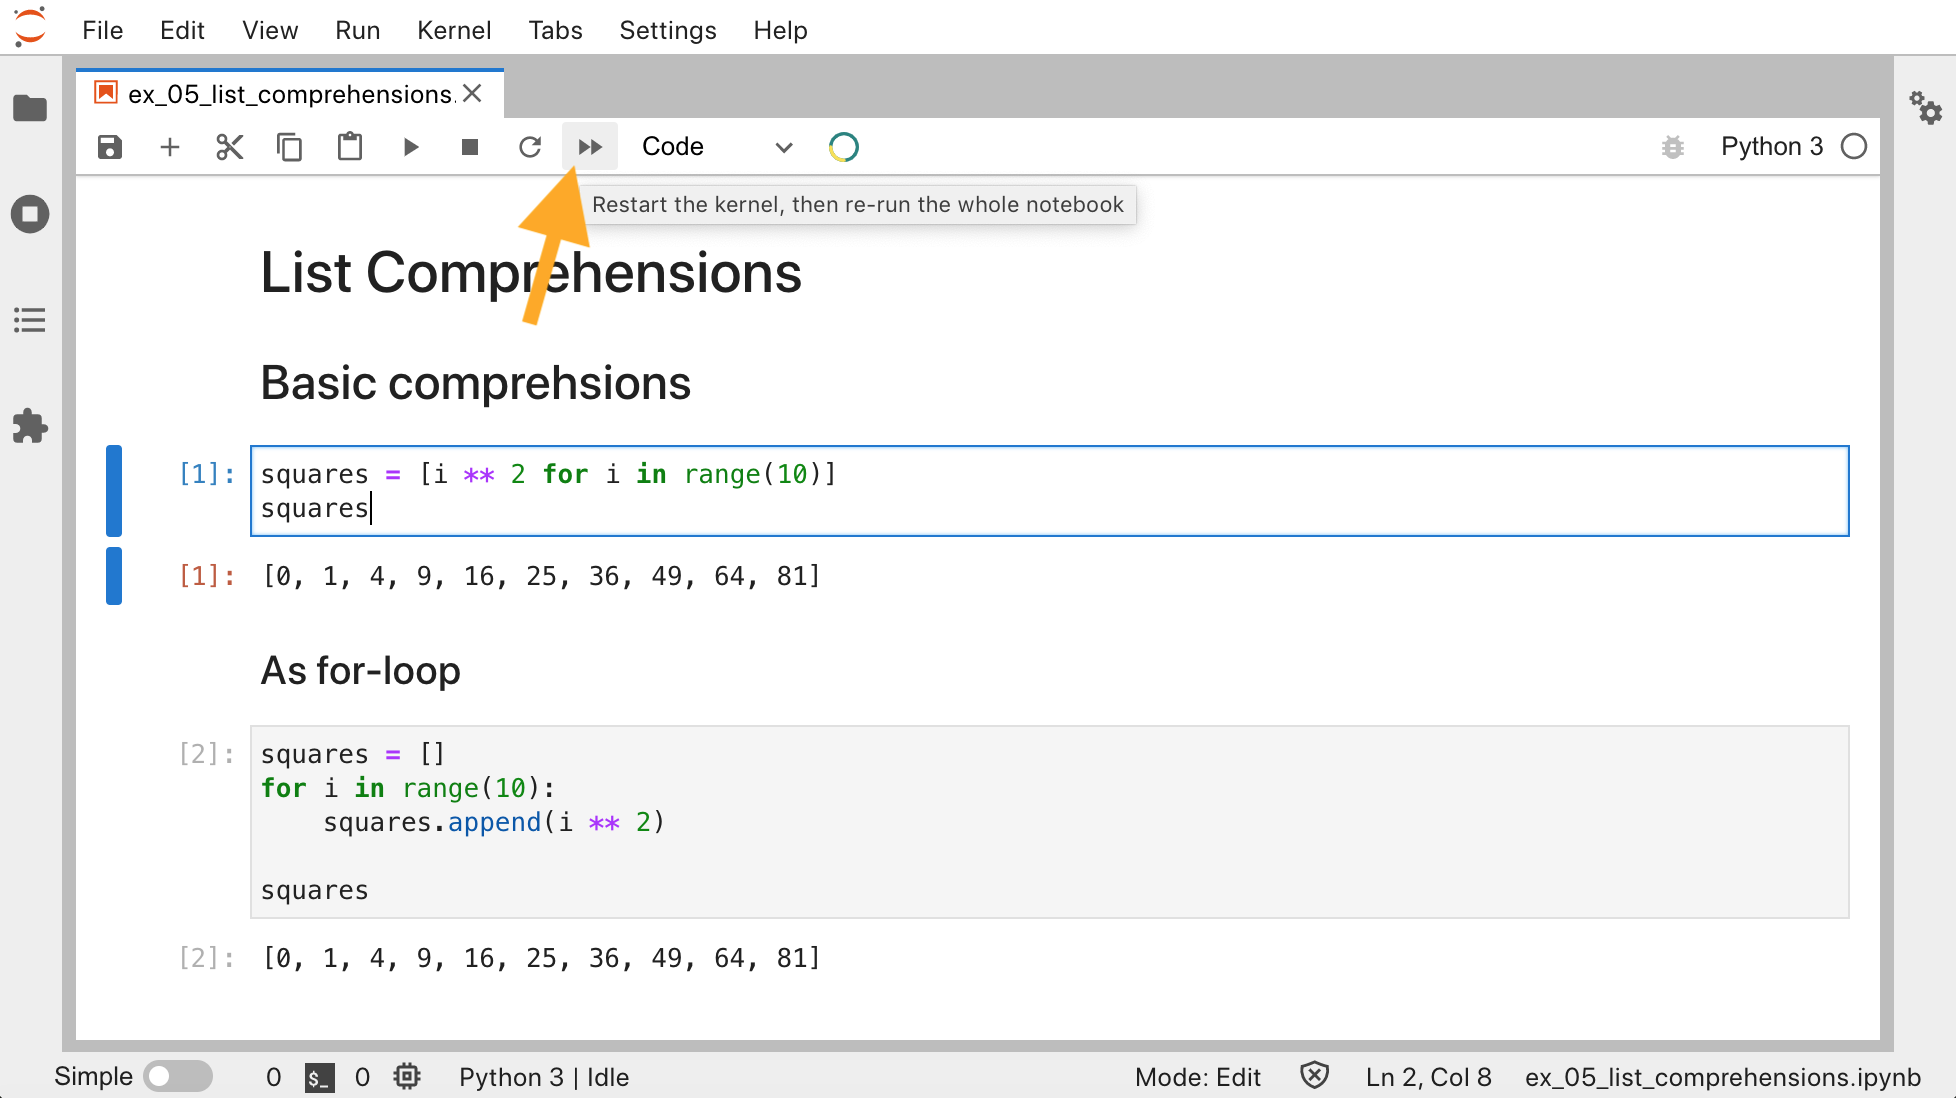 File Edit View Run Kernel Tabs Settings Help
ex_05_list_comprehensions.
Code Python 3
Restart the kernel, then re-run the whole notebook
List Comprehensions
Basic comprehsions
[1]: squares = [i ** 2 for i in range(10)]
squares
[1]: [0, 1, 4, 9, 16, 25, 36, 49, 64, 81]
As for-loop
[2]: squares = []
for i in range(10):
    squares.append(i ** 2)
squares
[2]: [0, 1, 4, 9, 16, 25, 36, 49, 64, 81]
Simple 0 $_ 0 Python 3 | Idle Mode: Edit Ln 2, Col 8 ex_05_list_comprehensions.ipynb